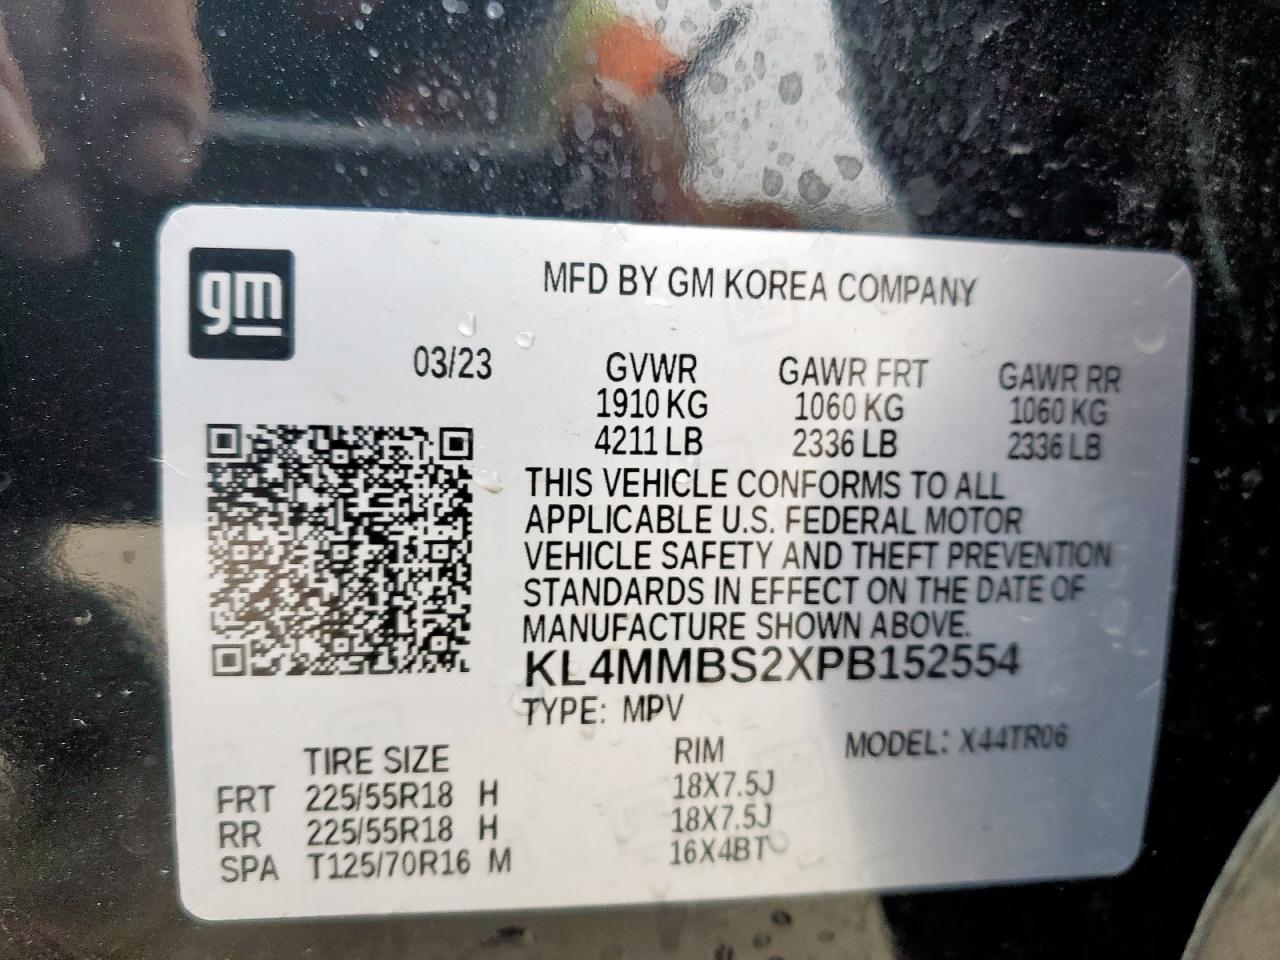 gm
MFD BY GM KOREA COMPANY
03/23 GVWR GAWR FRT GAWR RR
1910 KG 1060 KG 1060 KG
4211 LB 2336 LB 2336 LB
THIS VEHICLE CONFORMS TO ALL
APPLICABLE U.S. FEDERAL MOTOR
VEHICLE SAFETY AND THEFT PREVENTION
STANDARDS IN EFFECT ON THE DATE OF
MANUFACTURE SHOWN ABOVE.
KL4MMBS2XPB152554
TYPE: MPV
TIRE SIZE RIM MODEL: X44TR06
FRT 225/55R18 H 18X7.5J
RR 225/55R18 H 18X7.5J
SPA T125/70R16 M 16X4BT